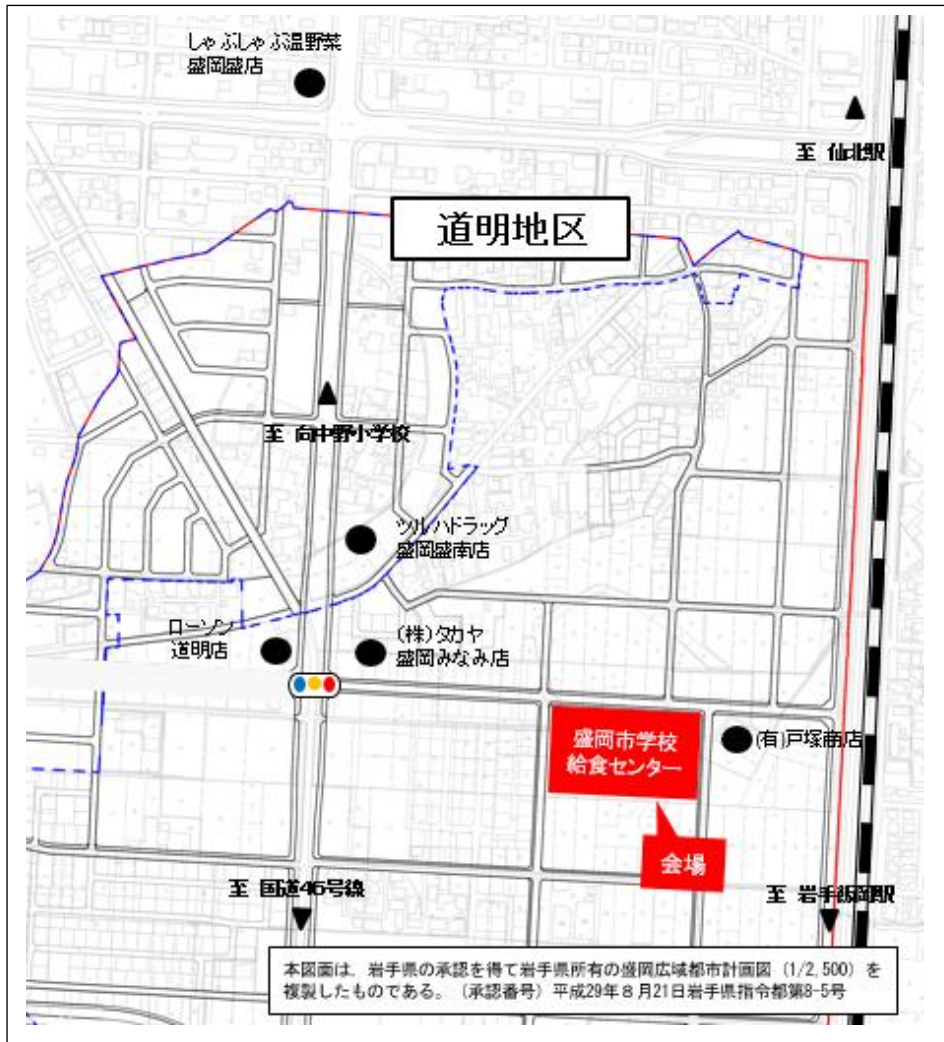 しゃぶしゃぶ温野菜
盛岡盛店
至 仙北駅
道明地区
至 向中野小学校
ツルハドラッグ
盛岡盛南店
ローソン
道明店
(株)タカヤ
盛岡みなみ店
盛岡市学校
給食センター
(有)戸塚商店
会場
至 国道46号線
至 岩手飯岡駅
本図面は、岩手県の承認を得て岩手県所有の盛岡広域都市計画図（1/2,500）を
複製したものである。（承認番号）平成29年8月21日岩手県指令都第8-5号